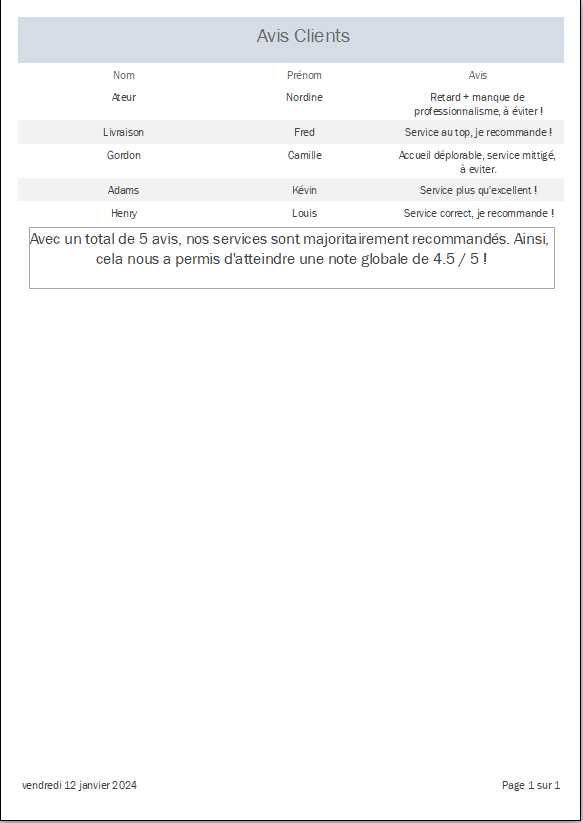 Avis Clients
Nom Prénom Avis
Ateur Nordine Retard + manque de
professionnalisme, à éviter !
Livraison Fred Service au top, je recommande !
Gordon Camille Accueil déplorable, service mittigé,
à eviter.
Adams Kévin Service plus qu'excellent !
Henry Louis Service correct, je recommande !
Avec un total de 5 avis, nos services sont majoritairement recommandés. Ainsi,
cela nous a permis d'atteindre une note globale de 4.5 / 5 !
vendredi 12 janvier 2024 Page 1 sur 1